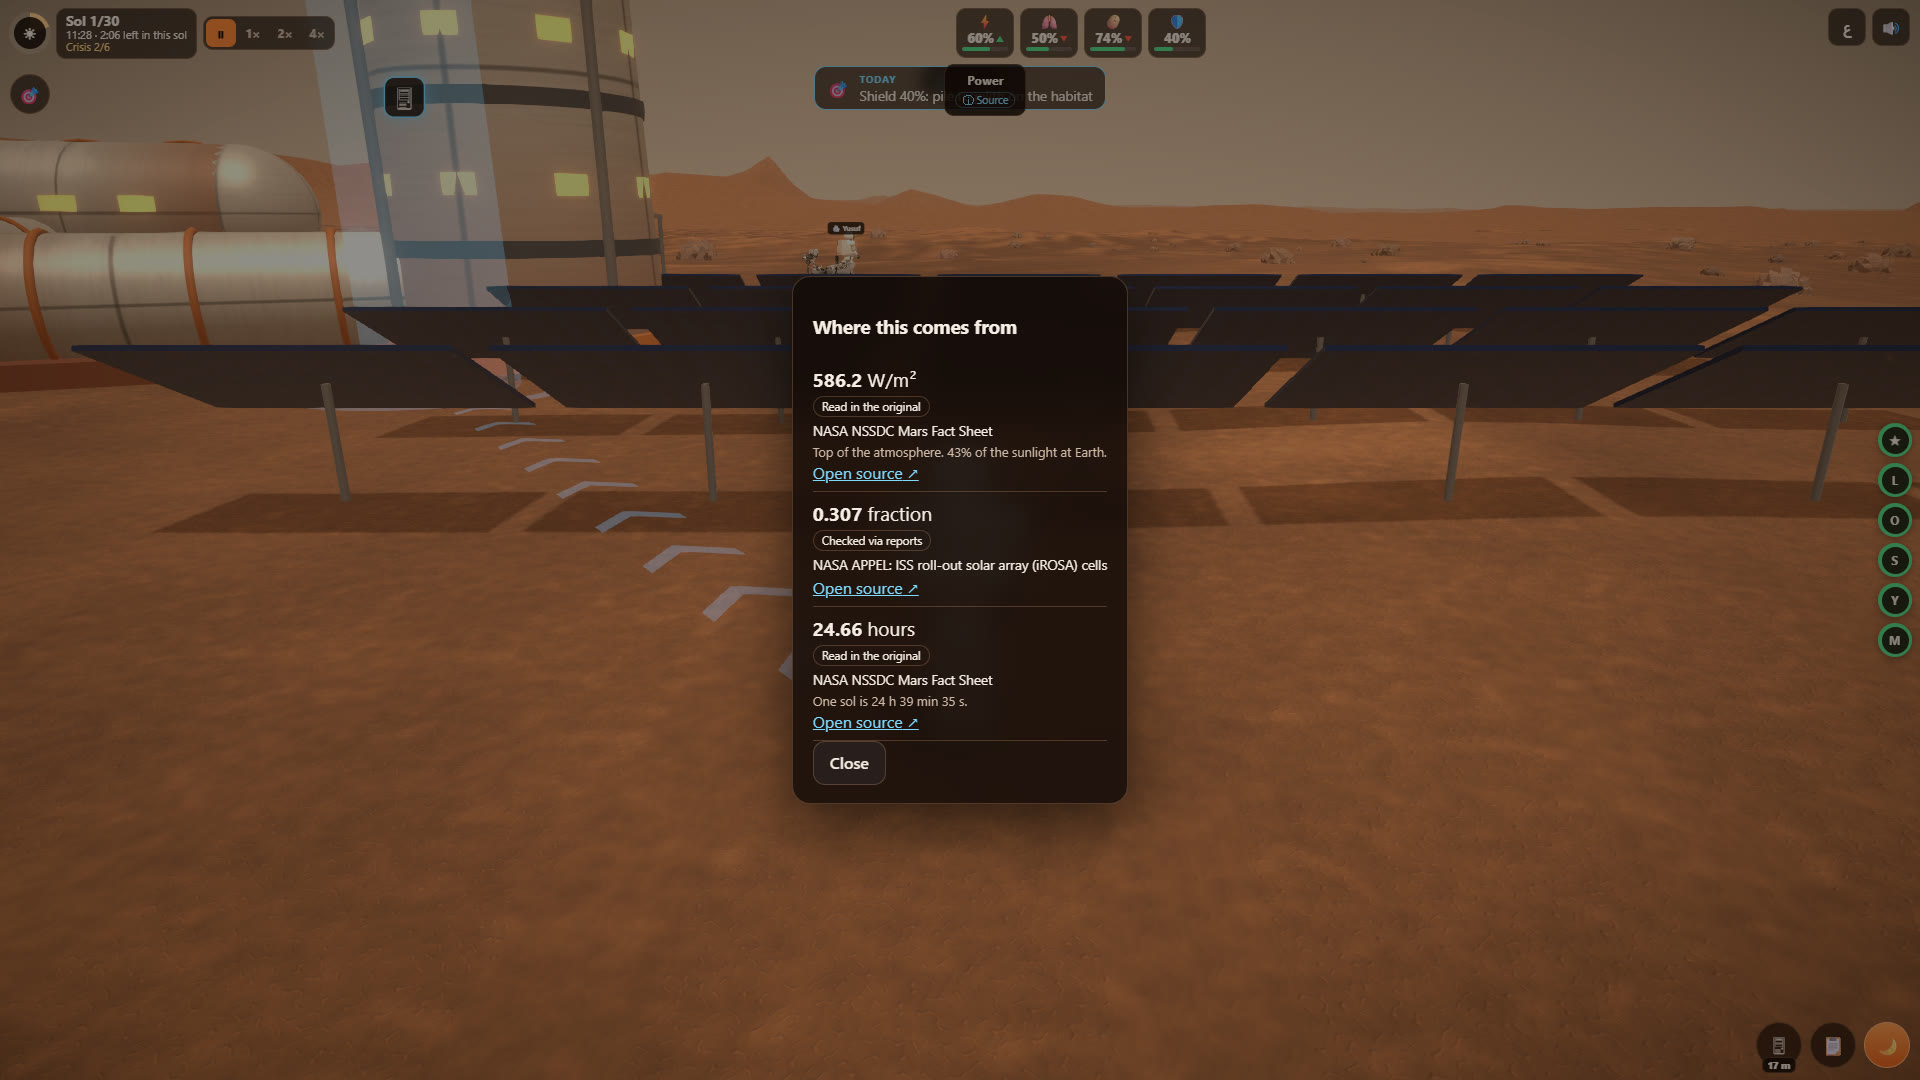 Sol 1/30
11:28 · 2:06 left in this sol
Crisis 2/6
1×
2×
4×
60%
50%
74%
40%
ع
TODAY
Shield 40%: pile
the habitat
Power
Source
Yusuf
Where this comes from
586.2 W/m²
Read in the original
NASA NSSDC Mars Fact Sheet
Top of the atmosphere. 43% of the sunlight at Earth.
Open source ↗
0.307 fraction
Checked via reports
NASA APPEL: ISS roll-out solar array (iROSA) cells
Open source ↗
24.66 hours
Read in the original
NASA NSSDC Mars Fact Sheet
One sol is 24 h 39 min 35 s.
Open source ↗
Close
L
O
S
Y
M
17 m